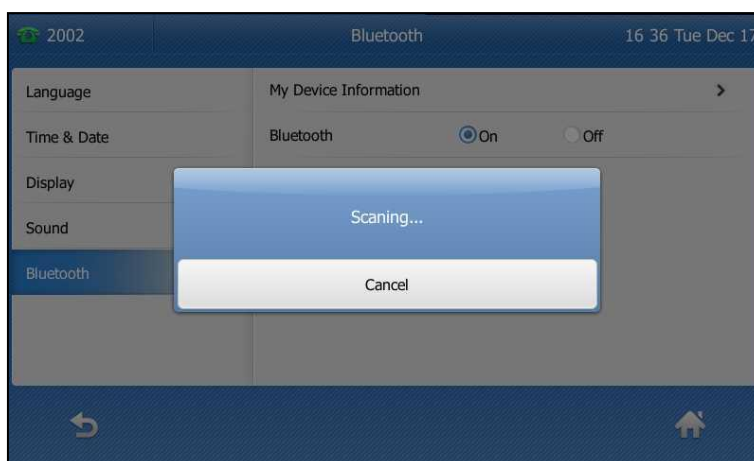 2002 Bluetooth 16 36 Tue Dec 17
Language
My Device Information
Time & Date
Bluetooth On Off
Display
Sound
Scaning...
Bluetooth
Cancel